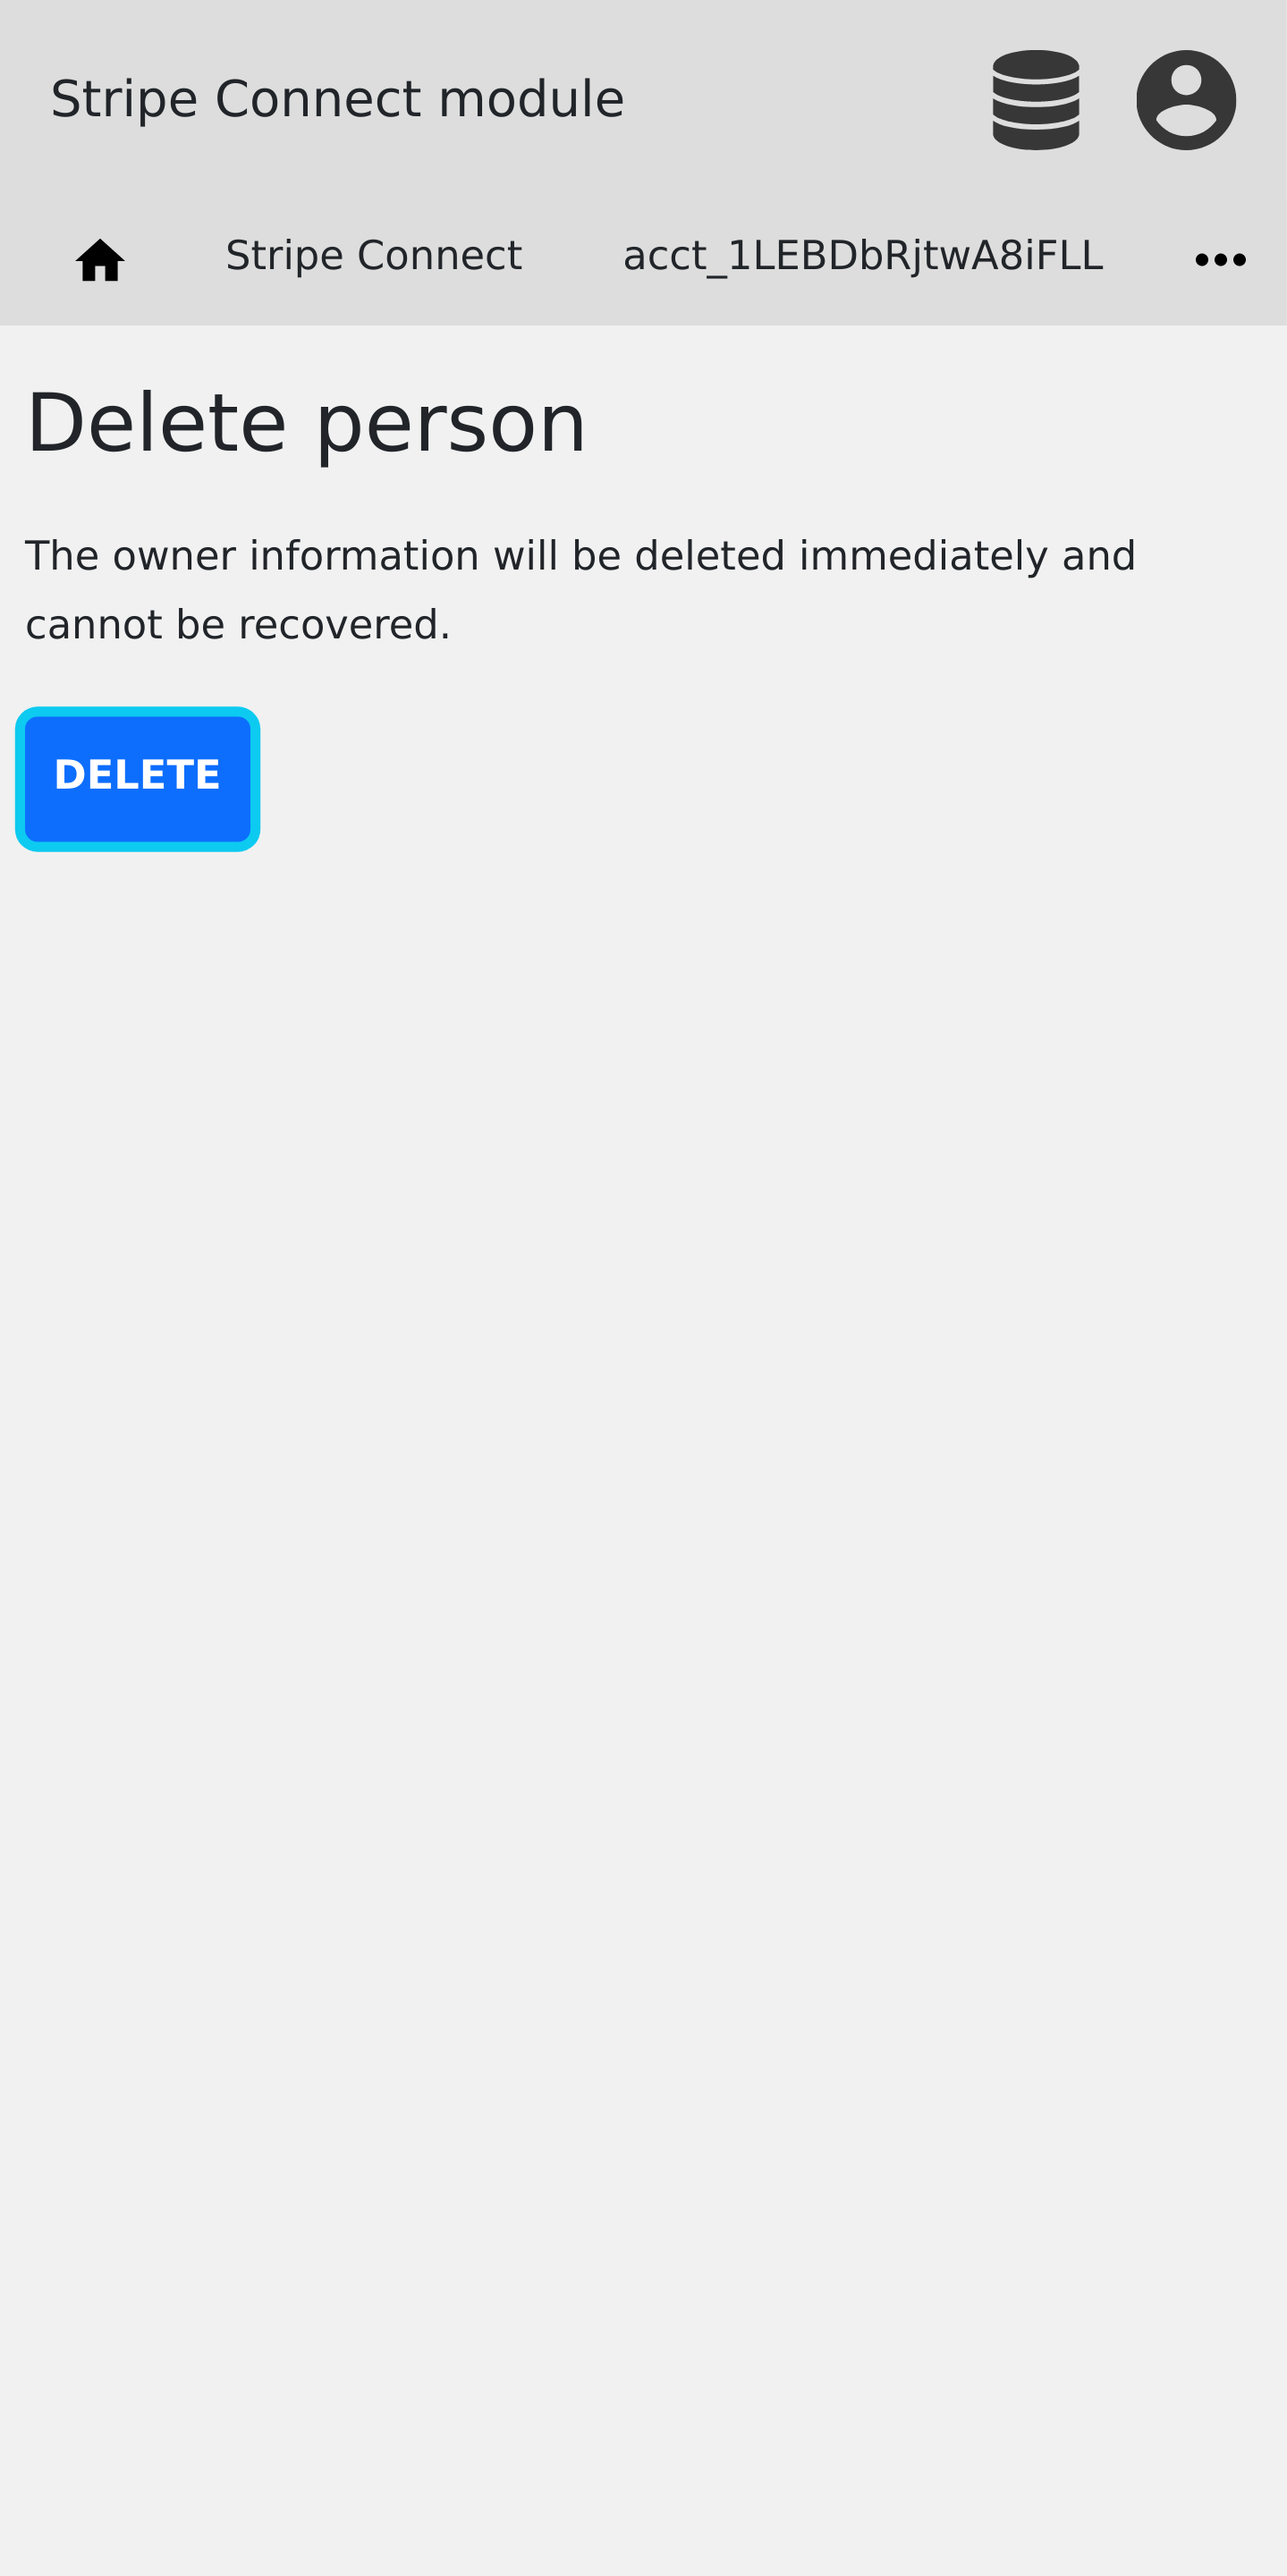 Stripe Connect module
Stripe Connect acct_1LEBDbRjtwA8iFLL
Delete person
The owner information will be deleted immediately and
cannot be recovered.
DELETE